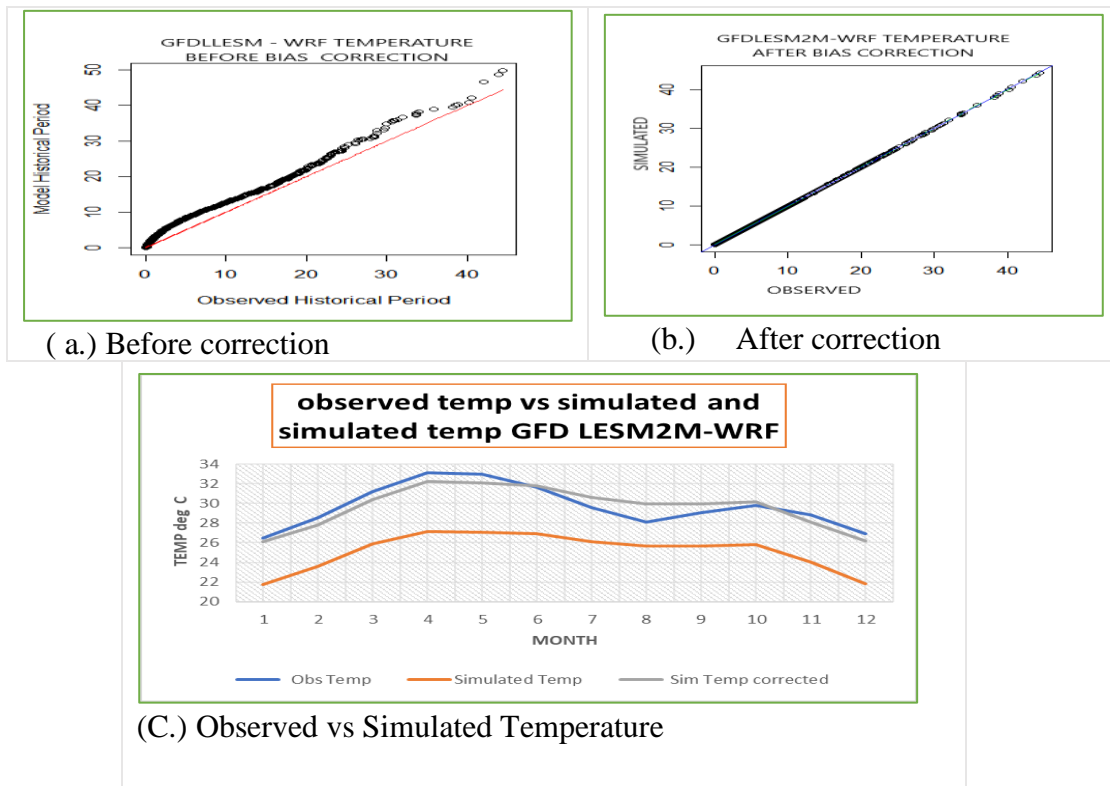 GFDLLESM - WRF TEMPERATURE
BEFORE BIAS CORRECTION
Model Historical Period
50
40
30
20
10
0
0 10 20 30 40
Observed Historical Period
( a.) Before correction
GFDLESM2M-WRF TEMPERATURE
AFTER BIAS CORRECTION
SIMULATED
40
30
20
10
0
0 10 20 30 40
OBSERVED
(b.) After correction
observed temp vs simulated and
simulated temp GFD LESM2M-WRF
TEMP deg C
34
32
30
28
26
24
22
20
1 2 3 4 5 6 7 8 9 10 11 12
MONTH
Obs Temp Simulated Temp Sim Temp corrected
(C.) Observed vs Simulated Temperature